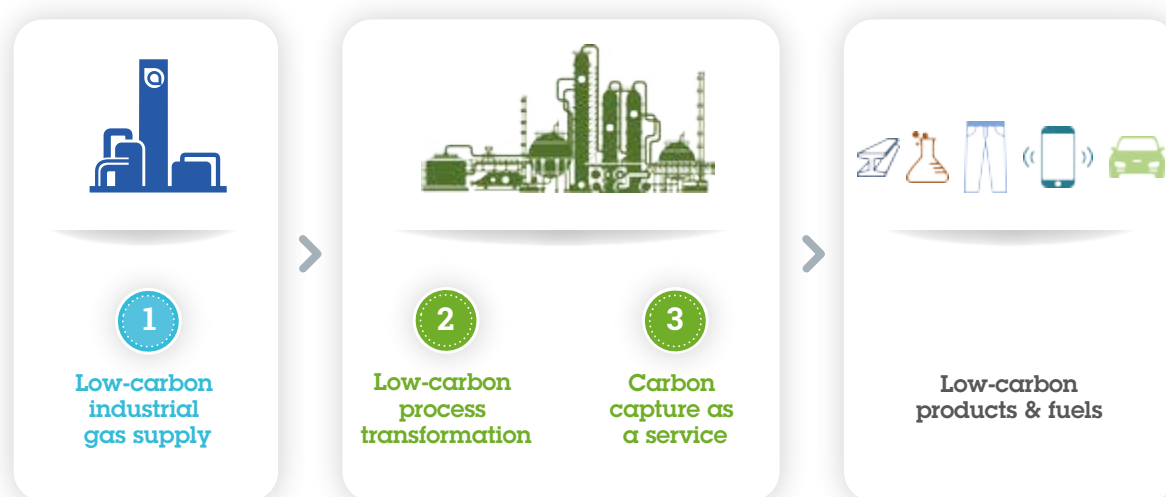 1
Low-carbon
industrial
gas supply
2
Low-carbon
process
transformation
3
Carbon
capture as
a service
Low-carbon
products & fuels